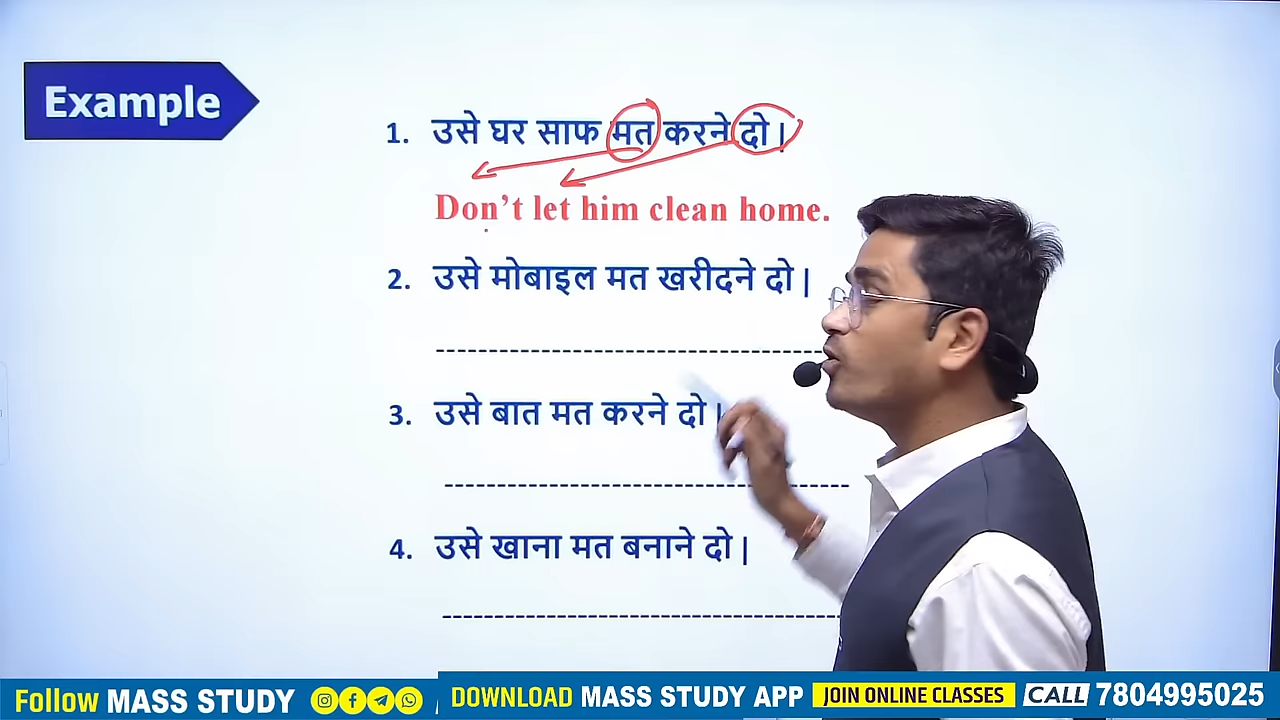 Example
1. उसे घर साफ मत करने दो |
Don't let him clean home.
2. उसे मोबाइल मत खरीदने दो |
3. उसे बात मत करने दो |
4. उसे खाना मत बनाने दो |
Follow MASS STUDY DOWNLOAD MASS STUDY APP JOIN ONLINE CLASSES CALL 7804995025